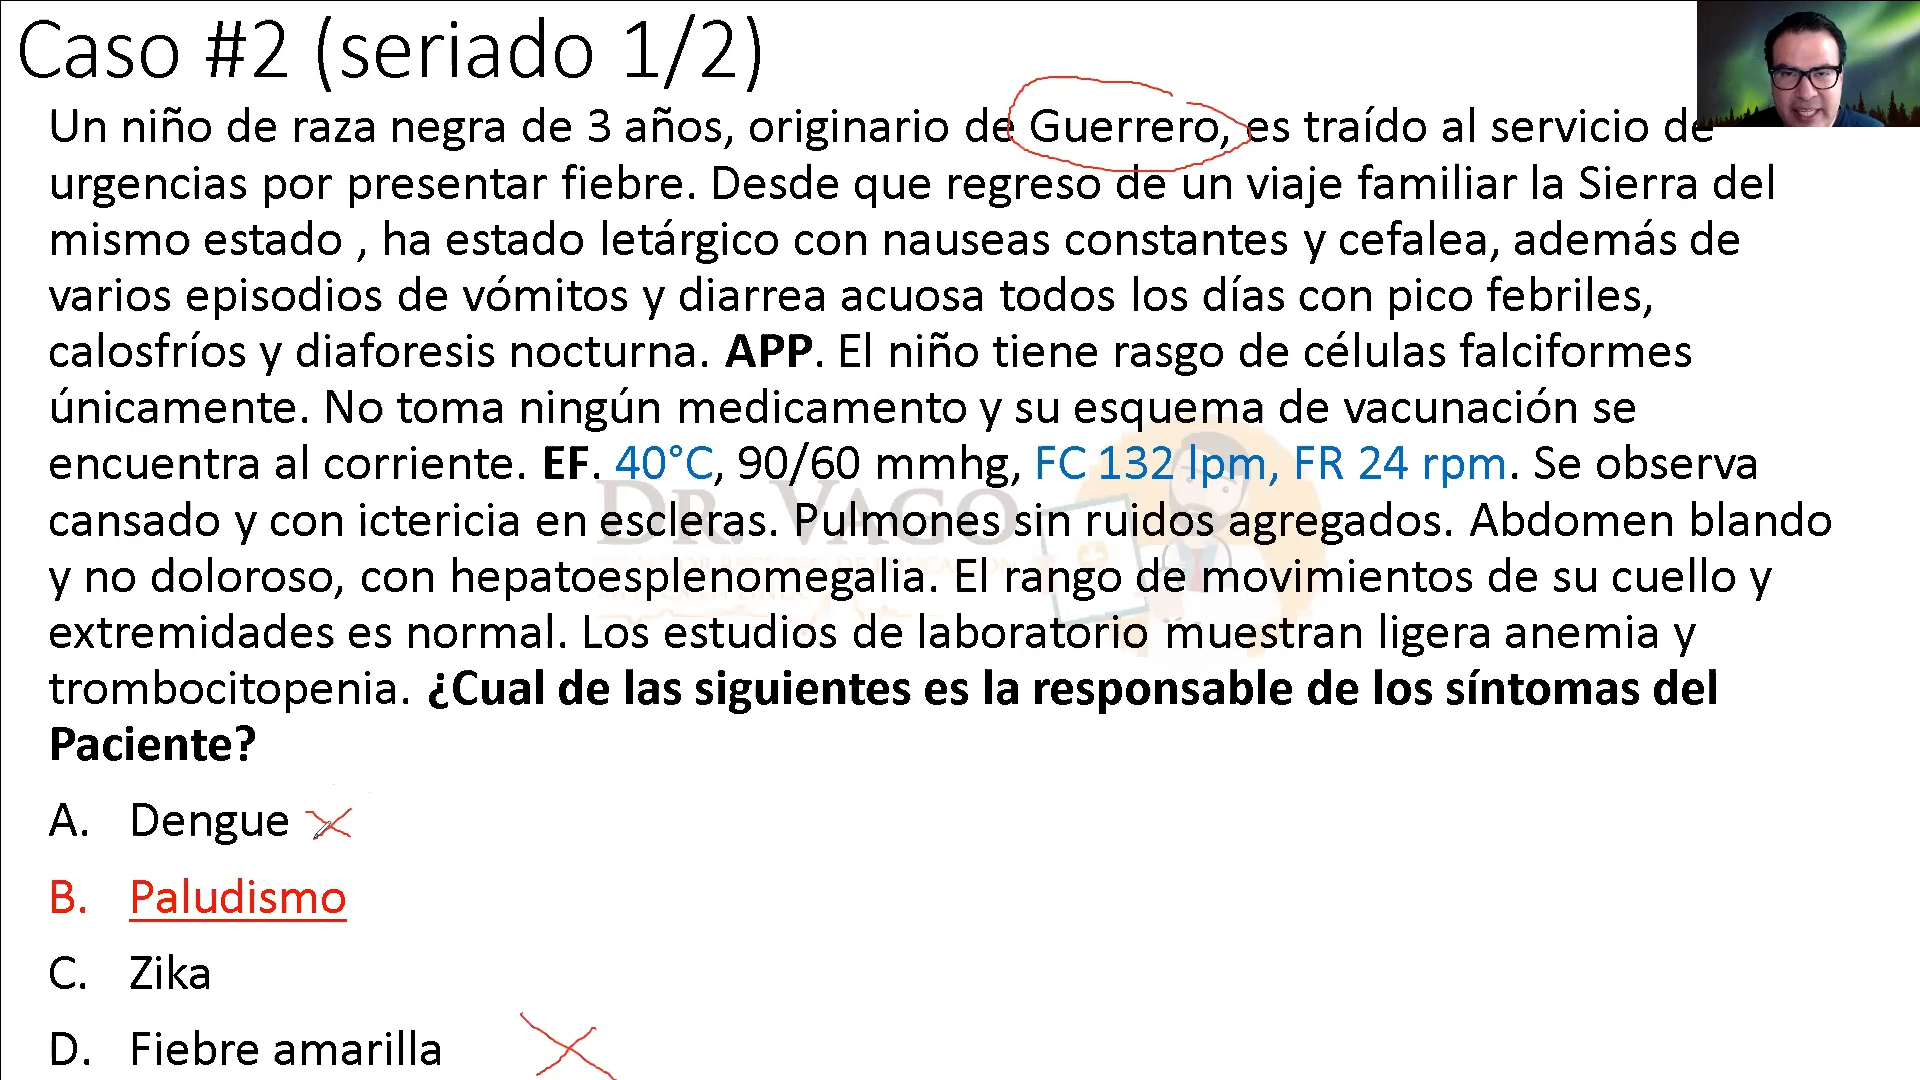 Caso #2 (seriado 1/2)
Un niño de raza negra de 3 años, originario de Guerrero, es traído al servicio de
urgencias por presentar fiebre. Desde que regreso de un viaje familiar la Sierra del
mismo estado , ha estado letárgico con nauseas constantes y cefalea, además de
varios episodios de vómitos y diarrea acuosa todos los días con pico febriles,
calosfríos y diaforesis nocturna. APP. El niño tiene rasgo de células falciformes
únicamente. No toma ningún medicamento y su esquema de vacunación se
encuentra al corriente. EF. 40°C, 90/60 mmhg, FC 132 lpm, FR 24 rpm. Se observa
cansado y con ictericia en escleras. Pulmones sin ruidos agregados. Abdomen blando
y no doloroso, con hepatoesplenomegalia. El rango de movimientos de su cuello y
extremidades es normal. Los estudios de laboratorio muestran ligera anemia y
trombocitopenia. ¿Cual de las siguientes es la responsable de los síntomas del
Paciente?
DR. VAGO
A. Dengue
B. Paludismo
C. Zika
D. Fiebre amarilla